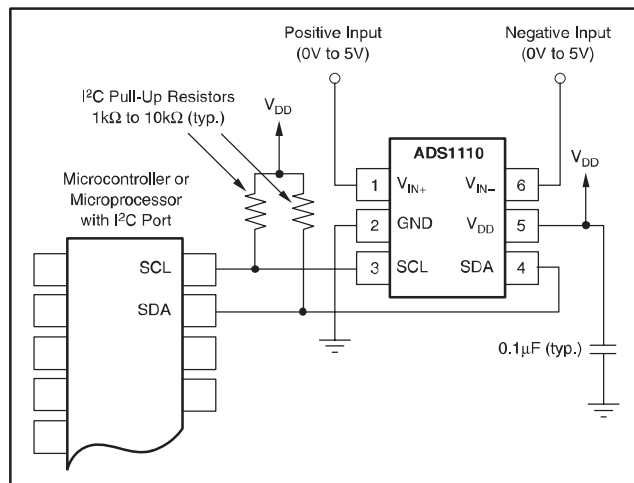 Positive Input
(0V to 5V)
Negative Input
(0V to 5V)
I²C Pull-Up Resistors
1kΩ to 10kΩ (typ.)
V_DD
Microcontroller or
Microprocessor
with I²C Port
SCL
SDA
ADS1110
1 V_IN+ V_IN− 6
2 GND V_DD 5
3 SCL SDA 4
V_DD
0.1μF (typ.)